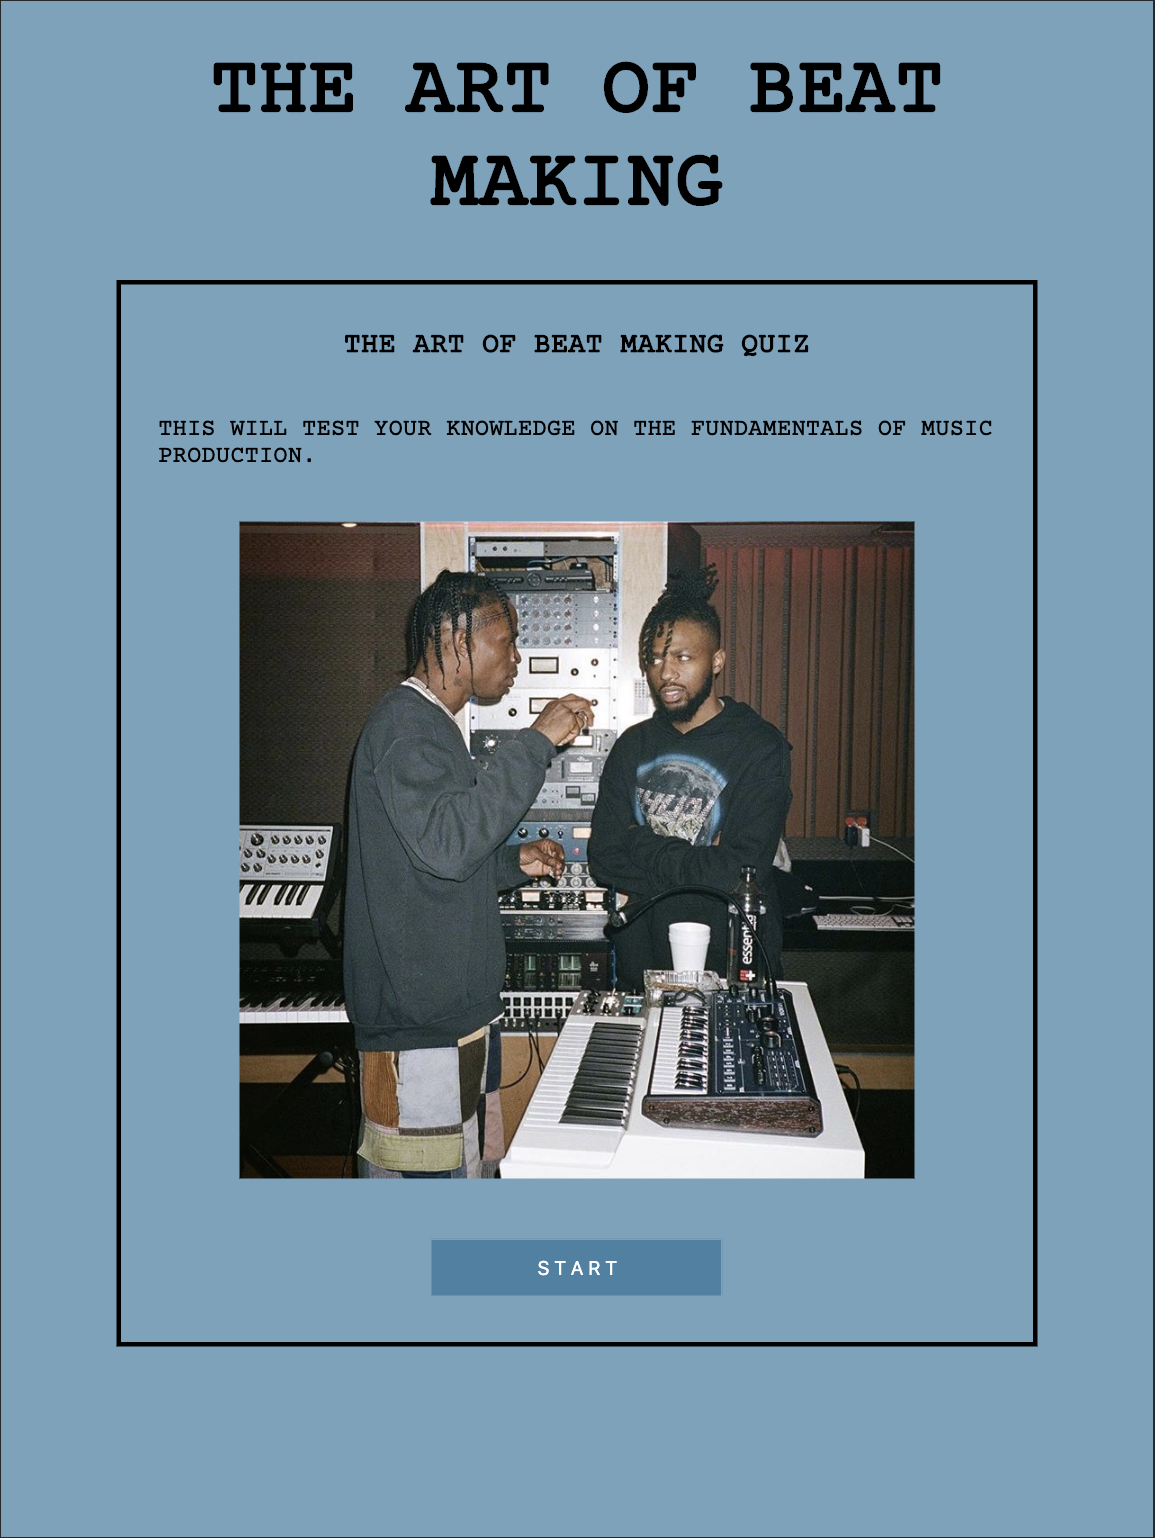 THE ART OF BEAT
MAKING
THE ART OF BEAT MAKING QUIZ
THIS WILL TEST YOUR KNOWLEDGE ON THE FUNDAMENTALS OF MUSIC
PRODUCTION.
essentia
START